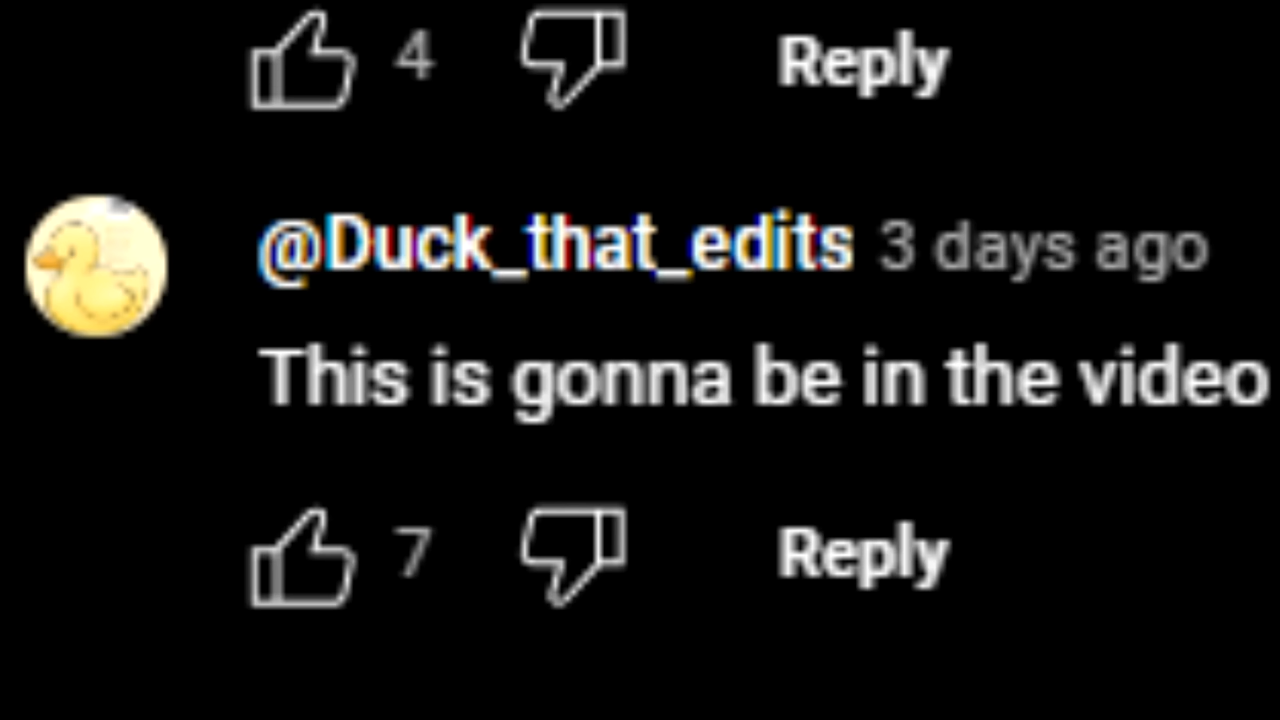 4 Reply
@Duck_that_edits 3 days ago
This is gonna be in the video
7 Reply